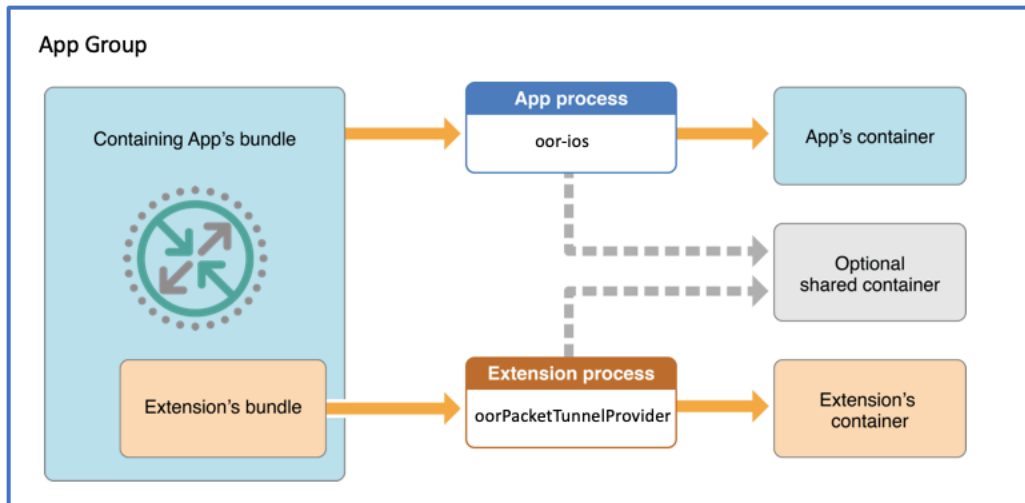 App Group
Containing App's bundle
App process
oor-ios
App's container
Optional
shared container
Extension's bundle
Extension process
oorPacketTunnelProvider
Extension's
container